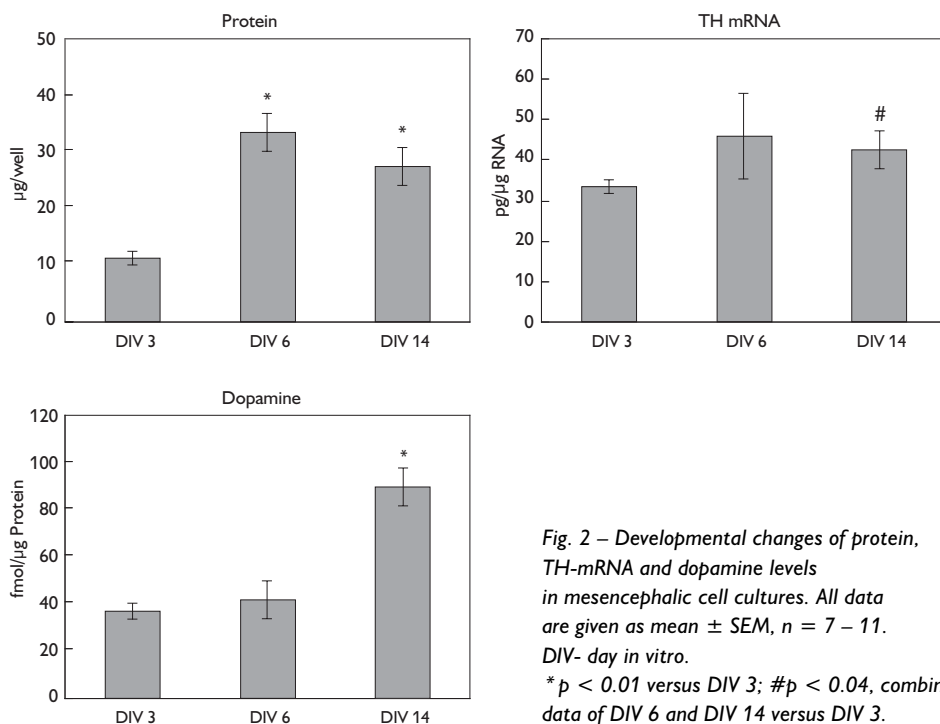 Protein
50
40
30
20
10
0
µg/well
*
*
DIV 3 DIV 6 DIV 14
TH mRNA
70
60
50
40
30
20
10
0
pg/µg RNA
#
DIV 3 DIV 6 DIV 14
Dopamine
120
100
80
60
40
20
0
fmol/µg Protein
*
DIV 3 DIV 6 DIV 14
Fig. 2 – Developmental changes of protein,
TH-mRNA and dopamine levels
in mesencephalic cell cultures. All data
are given as mean ± SEM, n = 7 – 11.
DIV- day in vitro.
* p < 0.01 versus DIV 3; #p < 0.04, combin
data of DIV 6 and DIV 14 versus DIV 3.